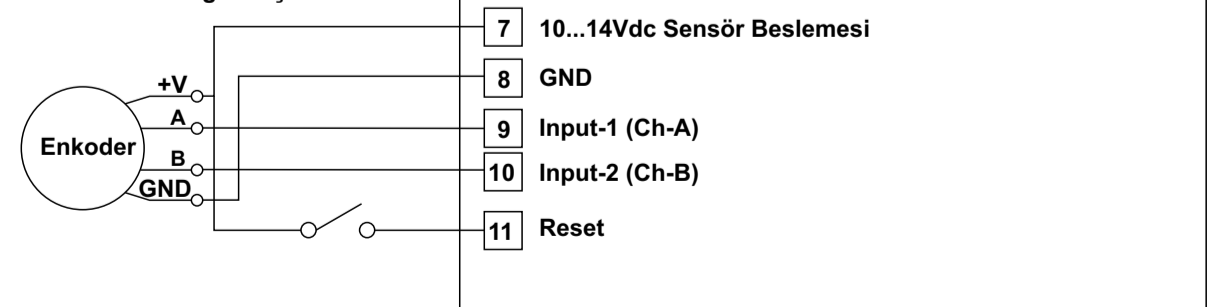 7 10...14Vdc Sensör Beslemesi
+V
8 GND
A
Enkoder
9 Input-1 (Ch-A)
B
10 Input-2 (Ch-B)
GND
11 Reset